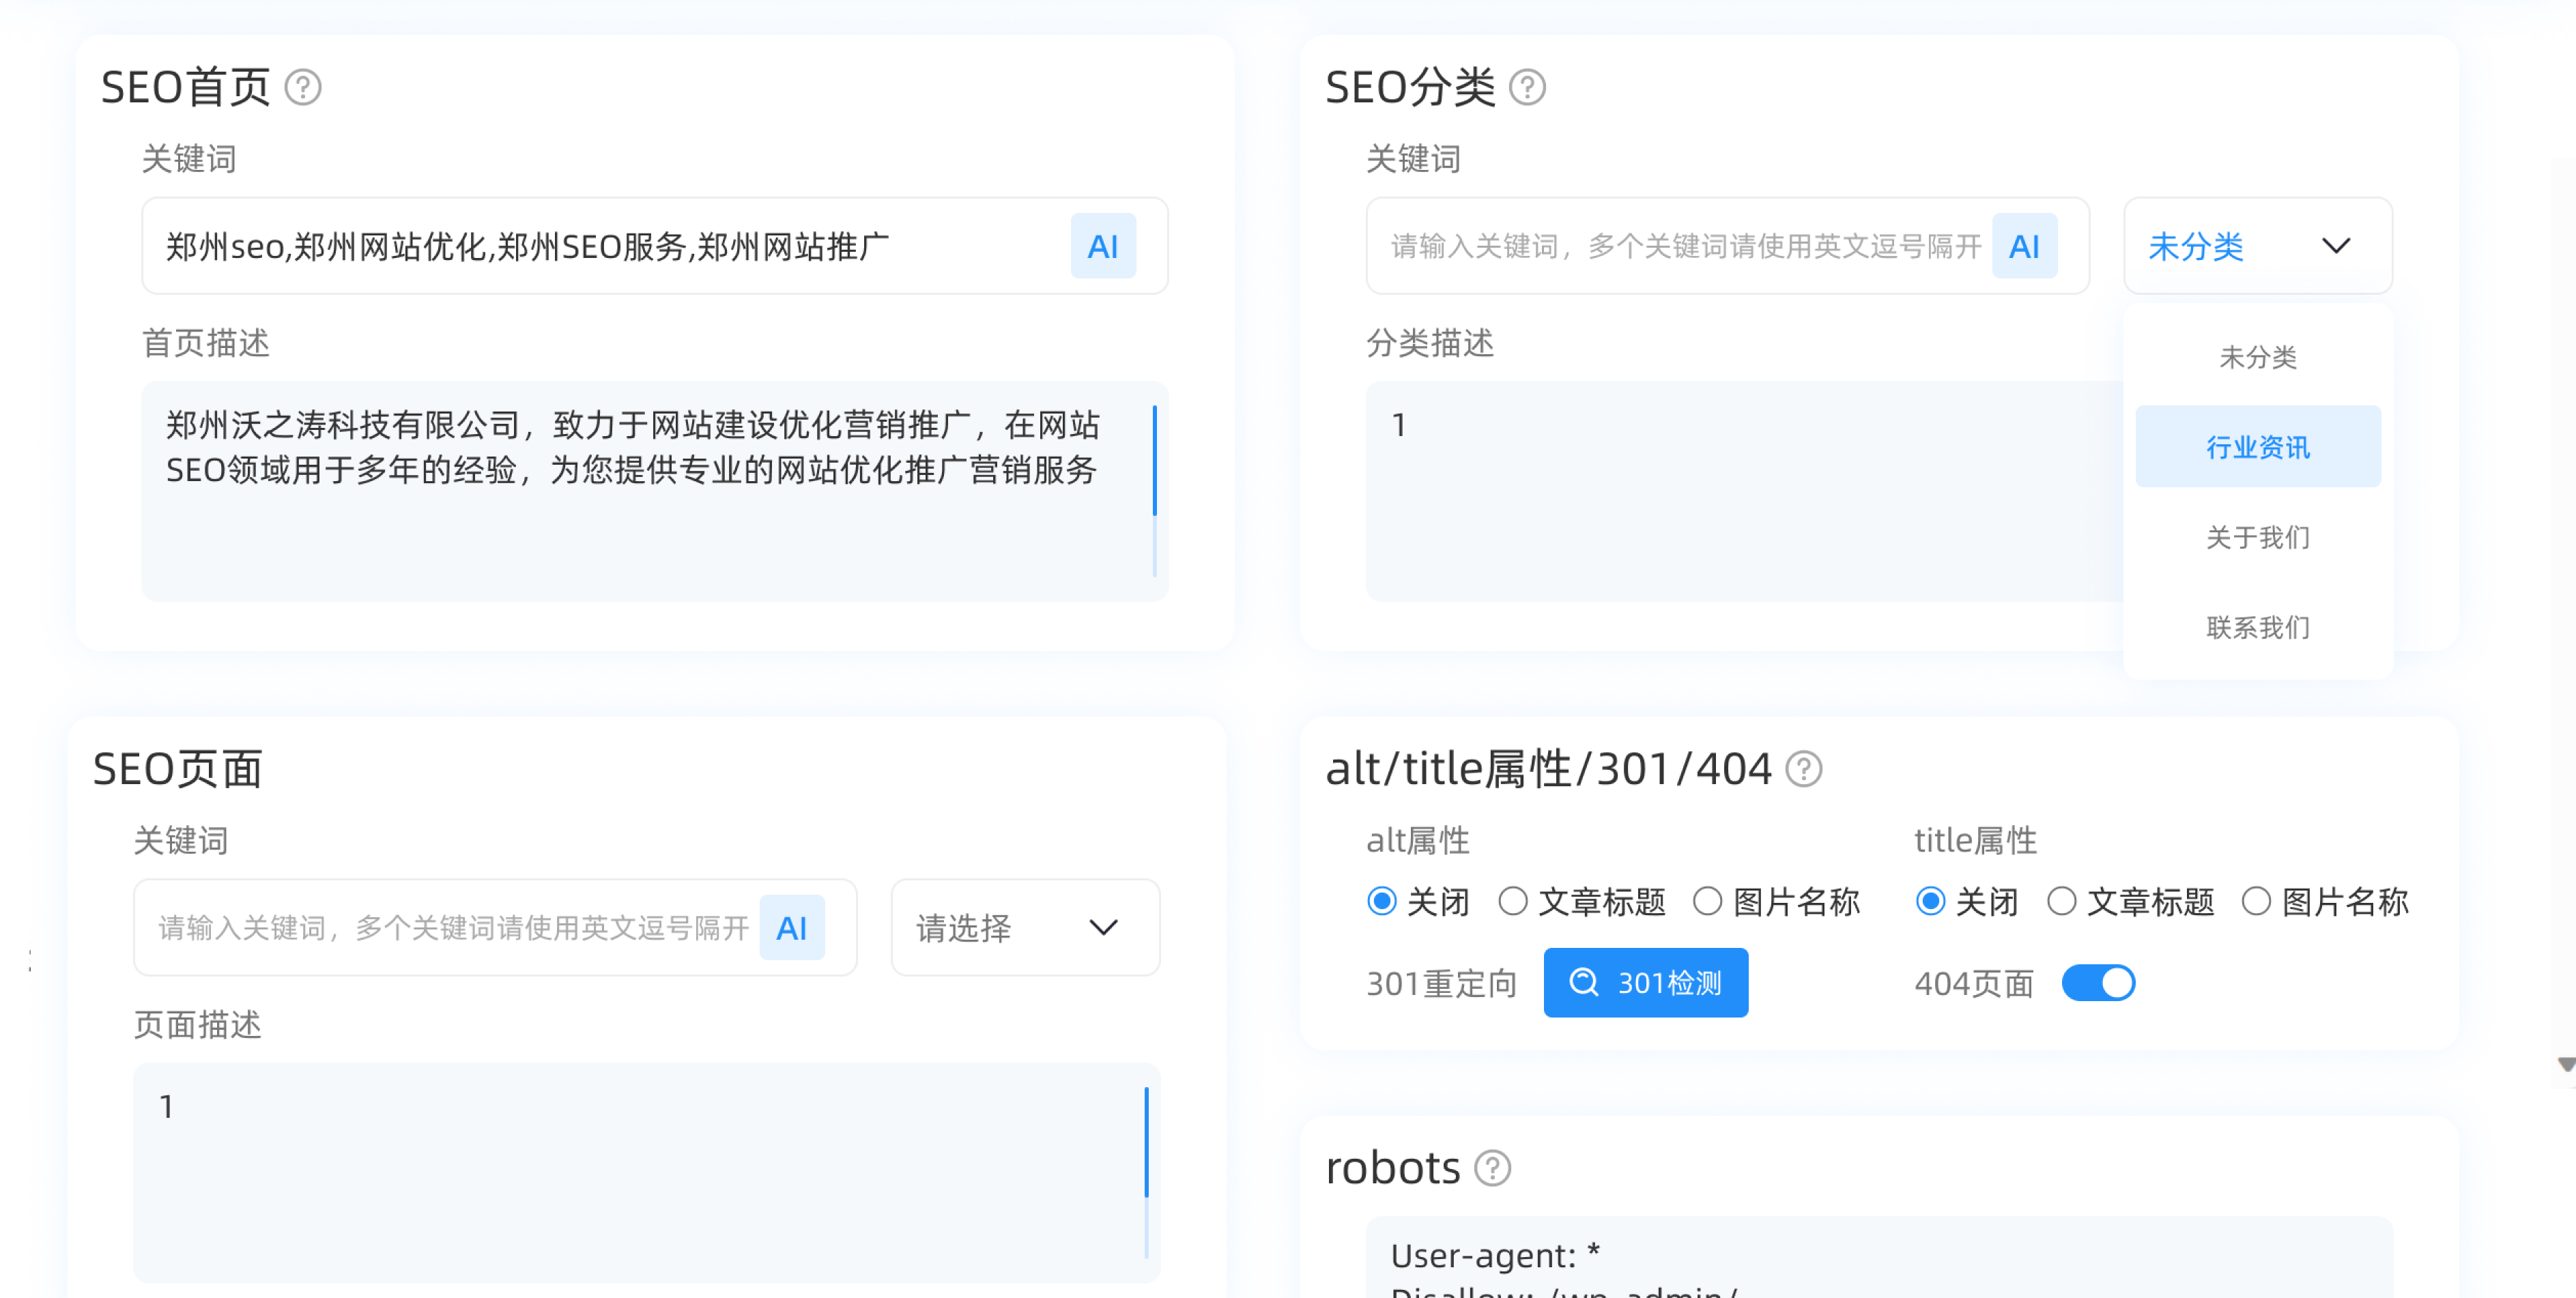 SEO首页
关键词
郑州seo,郑州网站优化,郑州SEO服务,郑州网站推广
AI
首页描述
郑州沃之涛科技有限公司，致力于网站建设优化营销推广，在网站
SEO领域用于多年的经验，为您提供专业的网站优化推广营销服务
SEO分类
关键词
请输入关键词，多个关键词请使用英文逗号隔开
AI
未分类
分类描述
1
未分类
行业资讯
关于我们
联系我们
SEO页面
关键词
请输入关键词，多个关键词请使用英文逗号隔开
AI
请选择
页面描述
1
alt/title属性/301/404
alt属性
关闭 文章标题 图片名称
title属性
关闭 文章标题 图片名称
301重定向
301检测
404页面
robots
User-agent: *
Disallow: /wp-admin/